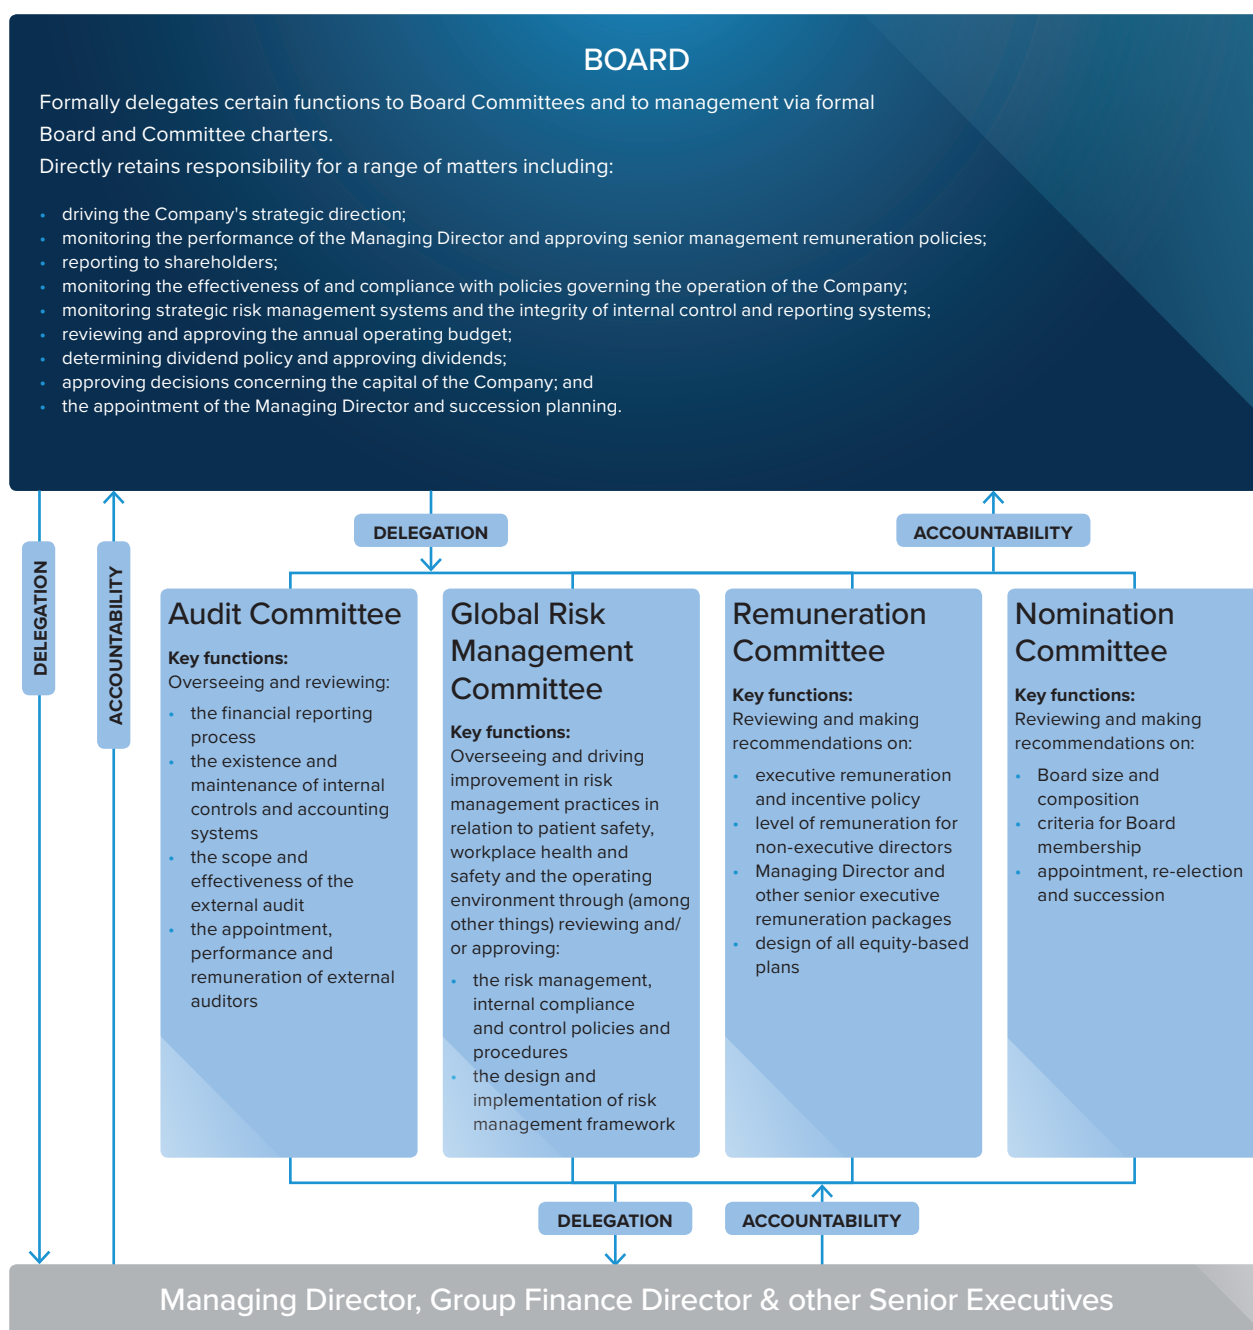 BOARD
Formally delegates certain functions to Board Committees and to management via formal
Board and Committee charters.
Directly retains responsibility for a range of matters including:
• driving the Company's strategic direction;
• monitoring the performance of the Managing Director and approving senior management remuneration policies;
• reporting to shareholders;
• monitoring the effectiveness of and compliance with policies governing the operation of the Company;
• monitoring strategic risk management systems and the integrity of internal control and reporting systems;
• reviewing and approving the annual operating budget;
• determining dividend policy and approving dividends;
• approving decisions concerning the capital of the Company; and
• the appointment of the Managing Director and succession planning.
DELEGATION
ACCOUNTABILITY
DELEGATION
ACCOUNTABILITY
Audit Committee
Key functions:
Overseeing and reviewing:
• the financial reporting
process
• the existence and
maintenance of internal
controls and accounting
systems
• the scope and
effectiveness of the
external audit
• the appointment,
performance and
remuneration of external
auditors
Global Risk
Management
Committee
Key functions:
Overseeing and driving
improvement in risk
management practices in
relation to patient safety,
workplace health and
safety and the operating
environment through (among
other things) reviewing and/
or approving:
• the risk management,
internal compliance
and control policies and
procedures
• the design and
implementation of risk
management framework
Remuneration
Committee
Key functions:
Reviewing and making
recommendations on:
• executive remuneration
and incentive policy
• level of remuneration for
non-executive directors
• Managing Director and
other senior executive
remuneration packages
• design of all equity-based
plans
Nomination
Committee
Key functions:
Reviewing and making
recommendations on:
• Board size and
composition
• criteria for Board
membership
• appointment, re-election
and succession
DELEGATION
ACCOUNTABILITY
Managing Director, Group Finance Director & other Senior Executives